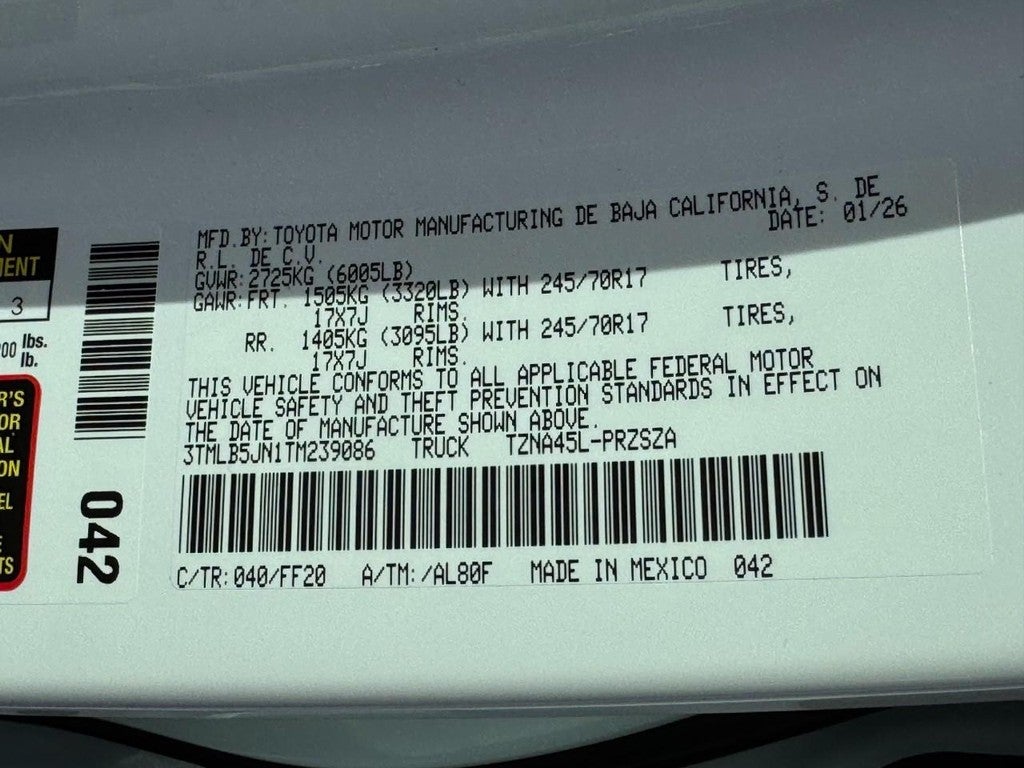 MFD.BY:TOYOTA MOTOR MANUFACTURING DE BAJA CALIFORNIA, S. DE
R.L. DE C.V. DATE: 01/26
GVWR:2725KG (6005LB)
GAWR:FRT. 1505KG (3320LB) WITH 245/70R17 TIRES,
17X7J RIMS.
RR. 1405KG (3095LB) WITH 245/70R17 TIRES,
17X7J RIMS.
THIS VEHICLE CONFORMS TO ALL APPLICABLE FEDERAL MOTOR
VEHICLE SAFETY AND THEFT PREVENTION STANDARDS IN EFFECT ON
THE DATE OF MANUFACTURE SHOWN ABOVE.
3TMLB5JN1TM239086 TRUCK TZNA45L-PRZSZA
C/TR:040/FF20 A/TM:/AL80F MADE IN MEXICO 042
042
3
lbs.
lb.